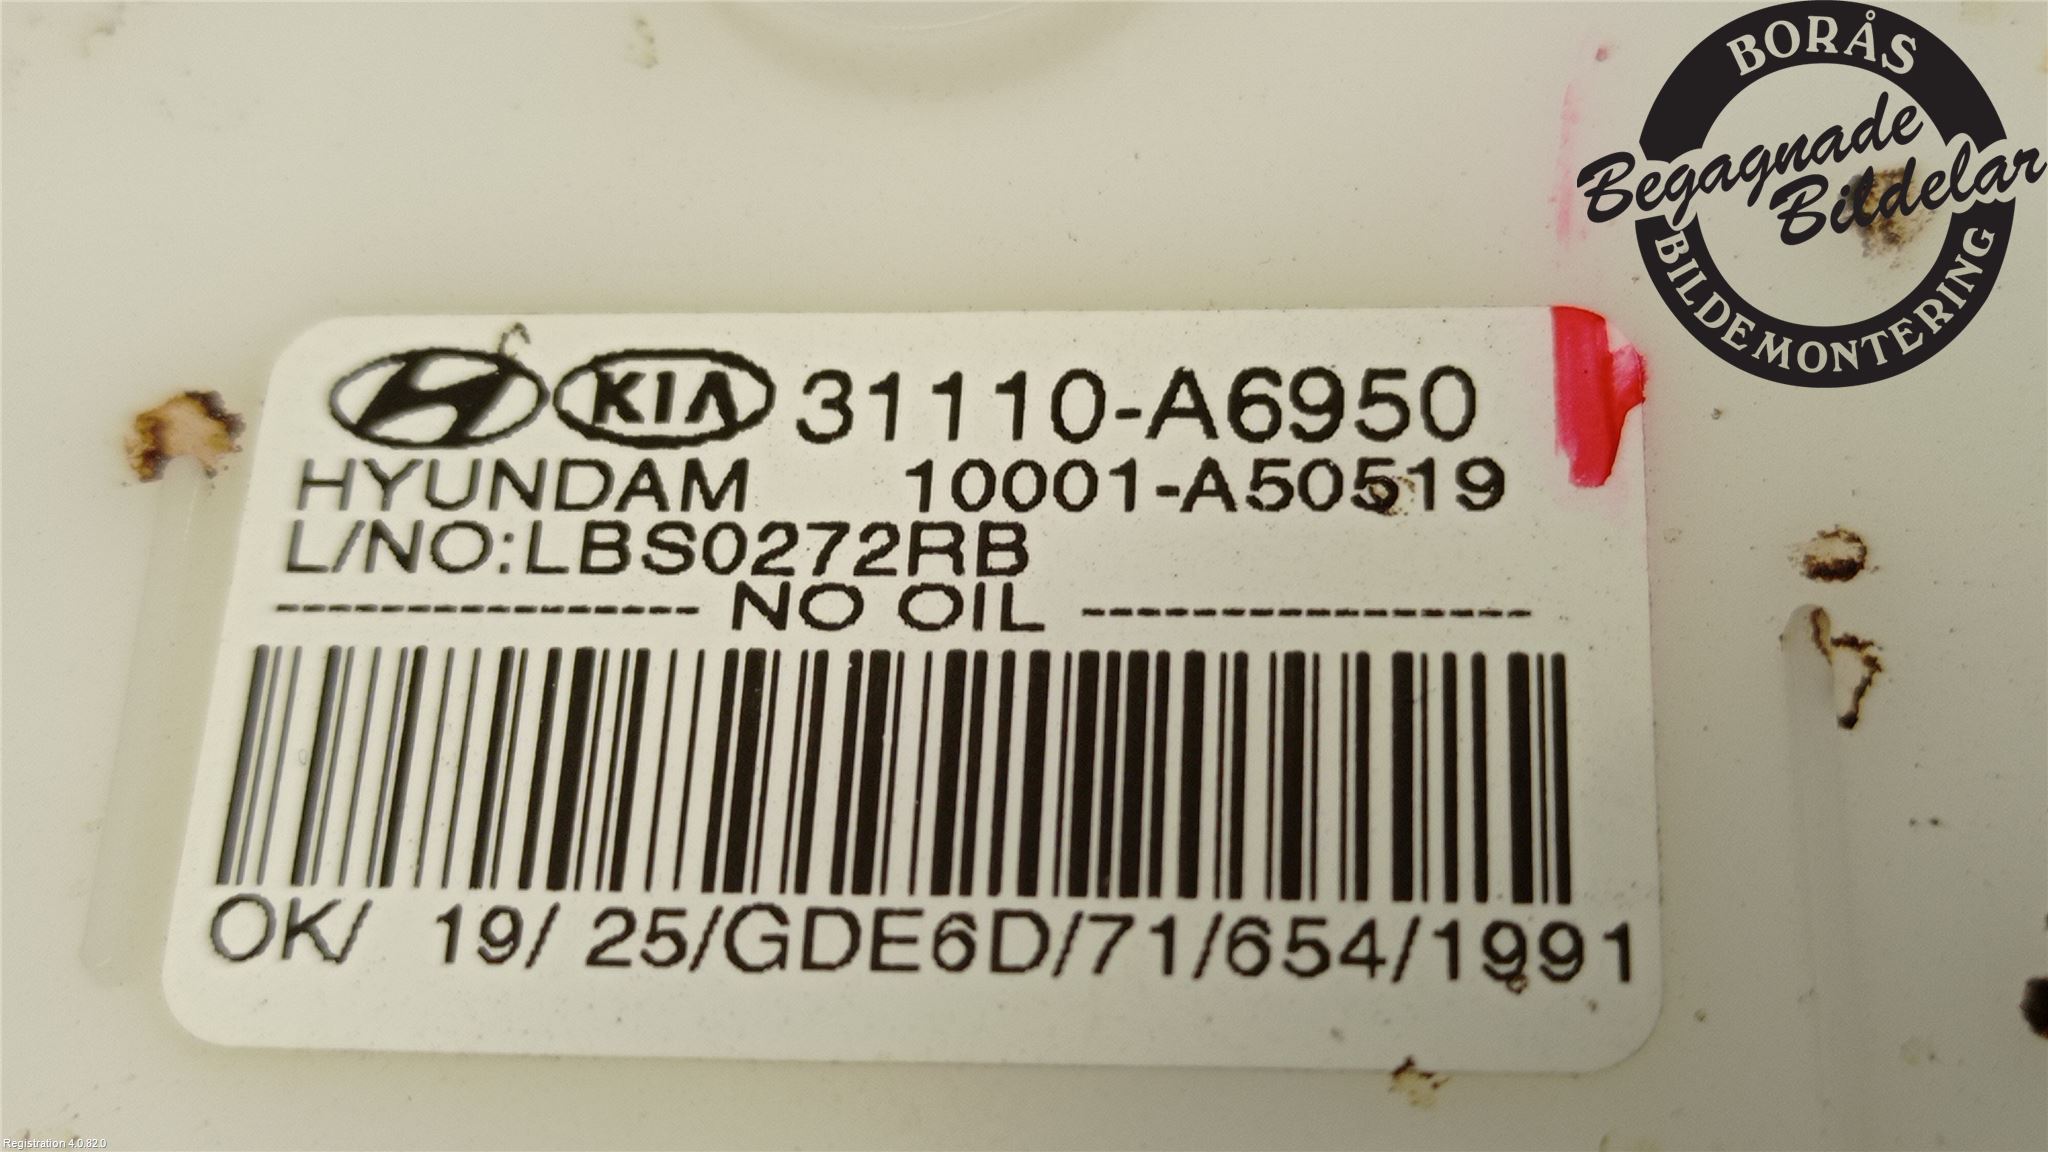 BORÅS
Begagnade
Bildelar
BILDEMONTERING
KIA 31110-A6950
HYUNDAM 10001-A50519
L/NO:LBS0272RB
---------------- NO OIL -----------------
OK/ 19/ 25/GDE6D/71/654/1991
Registration 4.0.82.0